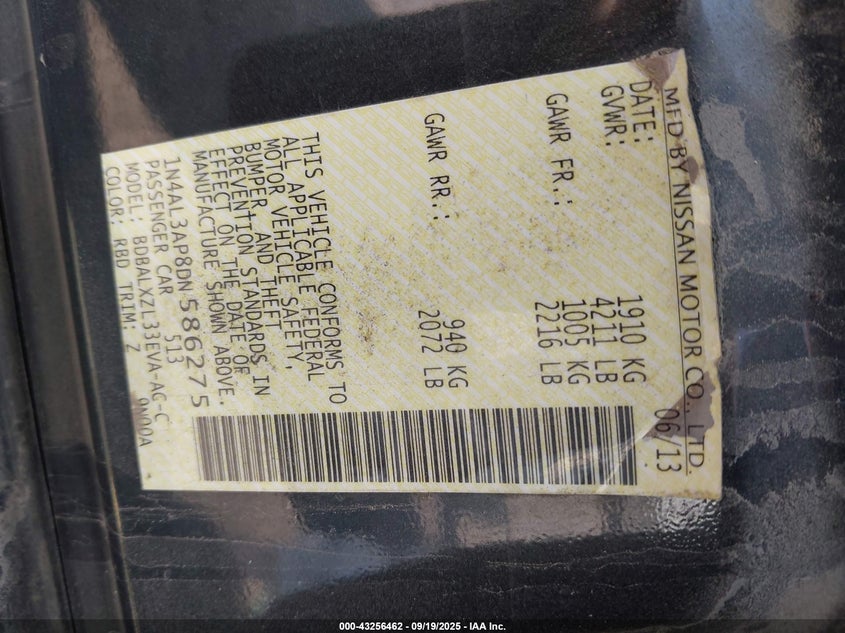 MFD BY NISSAN MOTOR CO., LTD.
DATE: 06/13
GVWR: 1910 KG
4211 LB
GAWR FR.: 1005 KG
2216 LB
GAWR RR.: 940 KG
2072 LB
THIS VEHICLE CONFORMS TO
ALL APPLICABLE FEDERAL
MOTOR VEHICLE SAFETY,
BUMPER AND THEFT
PREVENTION STANDARDS IN
EFFECT ON THE DATE OF
MANUFACTURE SHOWN ABOVE.
1N4AL3AP8DN586275
PASSENGER CAR 513
MODEL: BDBALXZL33EVA-AG-C
COLOR: RBD TRIM: Z 9N00A
000-43256462 - 09/19/2025 - IAA Inc.